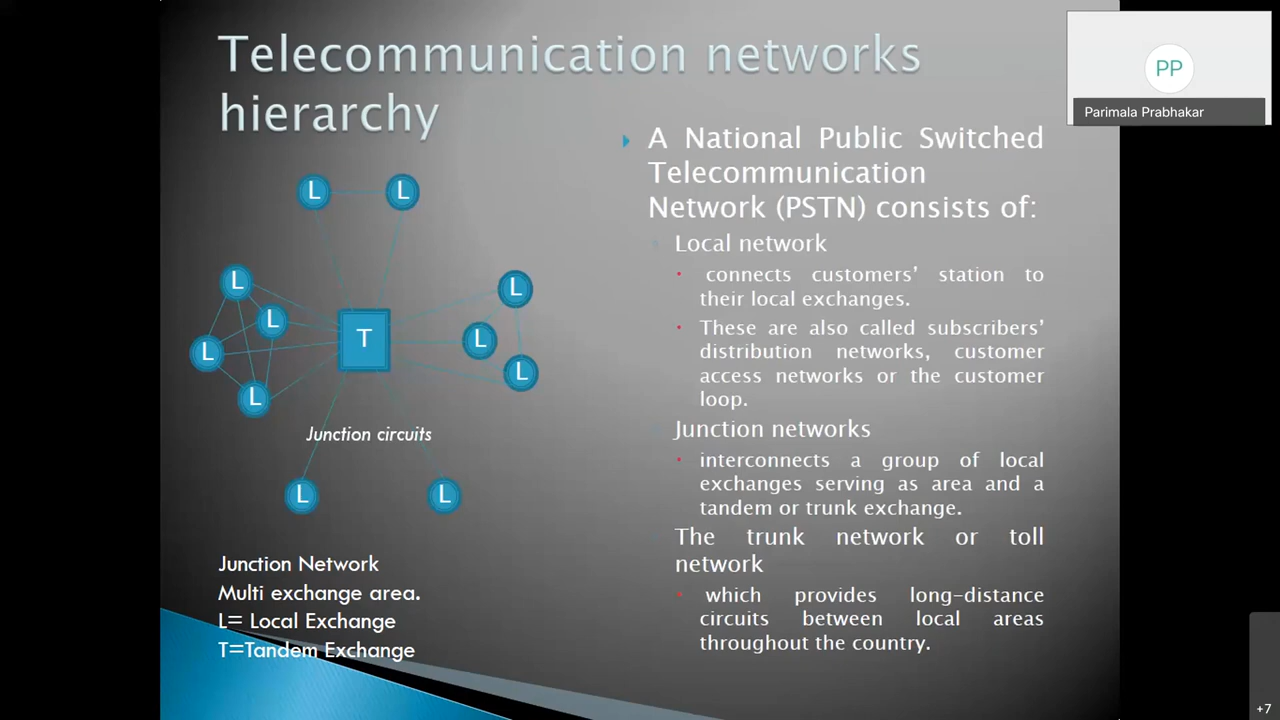 Telecommunication networks
hierarchy
PP
Parimala Prabhakar
L
L
L
L
L
L
T
L
L
L
Junction circuits
L
L
Junction Network
Multi exchange area.
L= Local Exchange
T=Tandem Exchange
A National Public Switched
Telecommunication
Network (PSTN) consists of:
Local network
connects customers’ station to
their local exchanges.
These are also called subscribers’
distribution networks, customer
access networks or the customer
loop.
Junction networks
interconnects a group of local
exchanges serving as area and a
tandem or trunk exchange.
The trunk network or toll
network
which provides long-distance
circuits between local areas
throughout the country.
+7